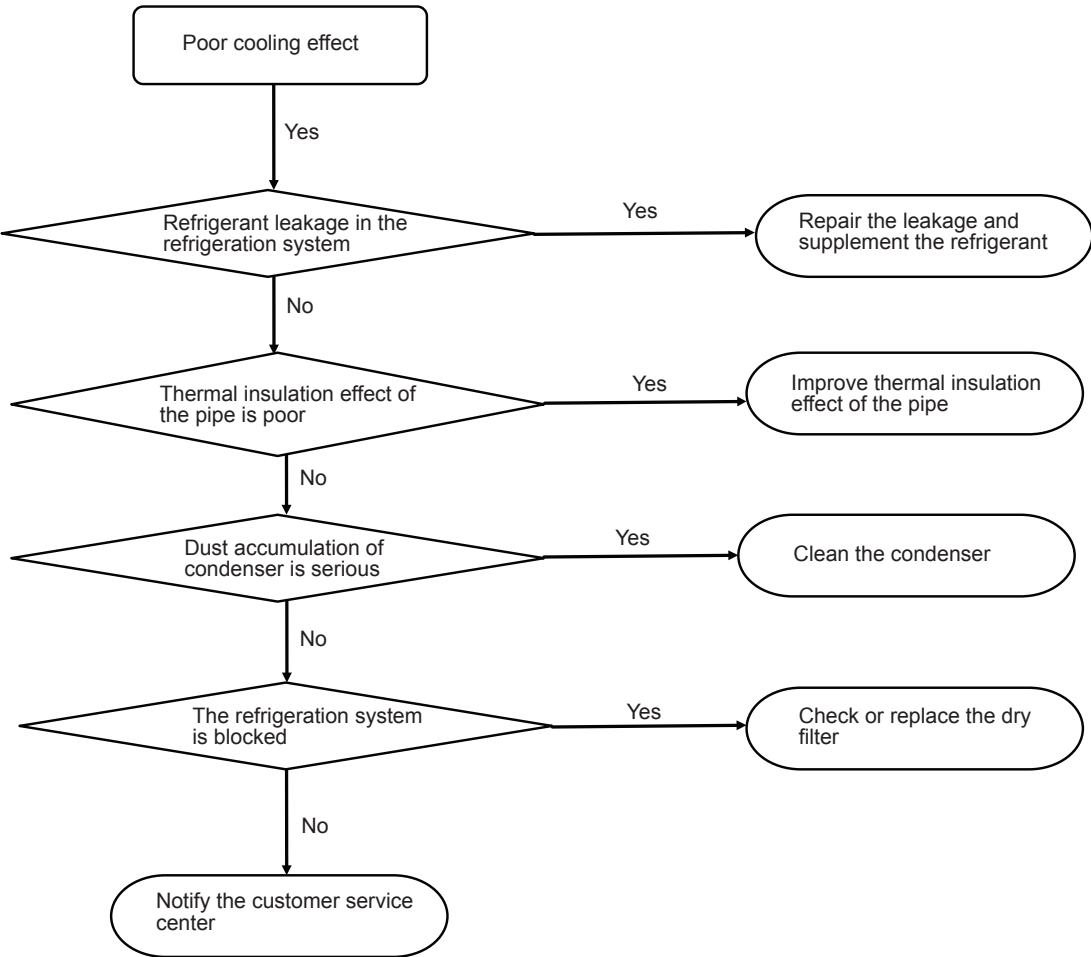 Poor cooling effect
Yes
Refrigerant leakage in the
refrigeration system
Yes
Repair the leakage and
supplement the refrigerant
No
Thermal insulation effect of
the pipe is poor
Yes
Improve thermal insulation
effect of the pipe
No
Dust accumulation of
condenser is serious
Yes
Clean the condenser
No
The refrigeration system
is blocked
Yes
Check or replace the dry
filter
No
Notify the customer service
center